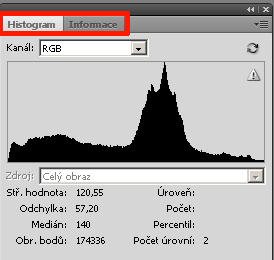 Histogram Informace
Kanál: RGB
Zdroj: Celý obraz
Stř. hodnota: 120,55 Úroveň:
Odchylka: 57,20 Počet:
Medián: 140 Percentil:
Obr. bodů: 174336 Počet úrovní: 2